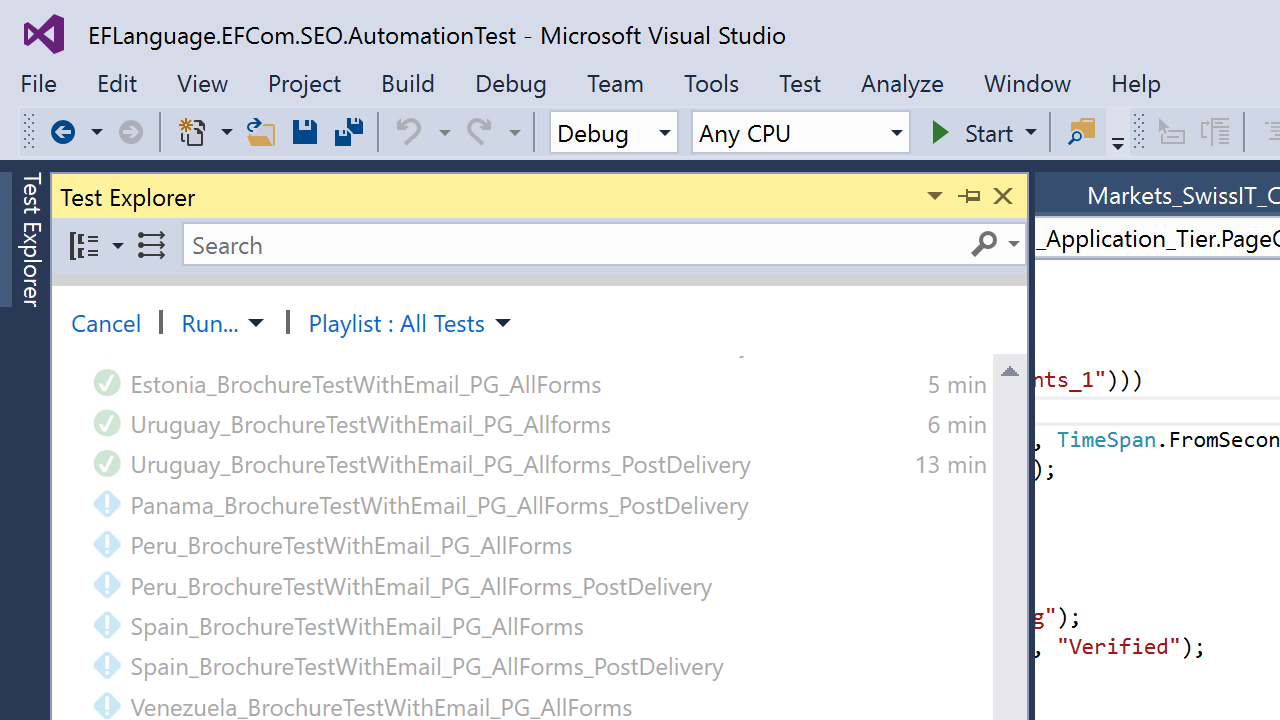 EFLanguage.EFCom.SEO.AutomationTest - Microsoft Visual Studio
File Edit View Project Build Debug Team Tools Test Analyze Window Help
Debug Any CPU Start
Test Explorer
Test Explorer
Markets_SwissIT_
Search
_Application_Tier.Page
Cancel | Run... | Playlist : All Tests
Estonia_BrochureTestWithEmail_PG_AllForms 5 min
nts_1")))
Uruguay_BrochureTestWithEmail_PG_Allforms 6 min
, TimeSpan.FromSecon
Uruguay_BrochureTestWithEmail_PG_Allforms_PostDelivery 13 min
);
Panama_BrochureTestWithEmail_PG_AllForms_PostDelivery
Peru_BrochureTestWithEmail_PG_AllForms
Peru_BrochureTestWithEmail_PG_AllForms_PostDelivery
Spain_BrochureTestWithEmail_PG_AllForms
g");
Spain_BrochureTestWithEmail_PG_AllForms_PostDelivery
, "Verified");
Venezuela_BrochureTestWithEmail_PG_AllForms